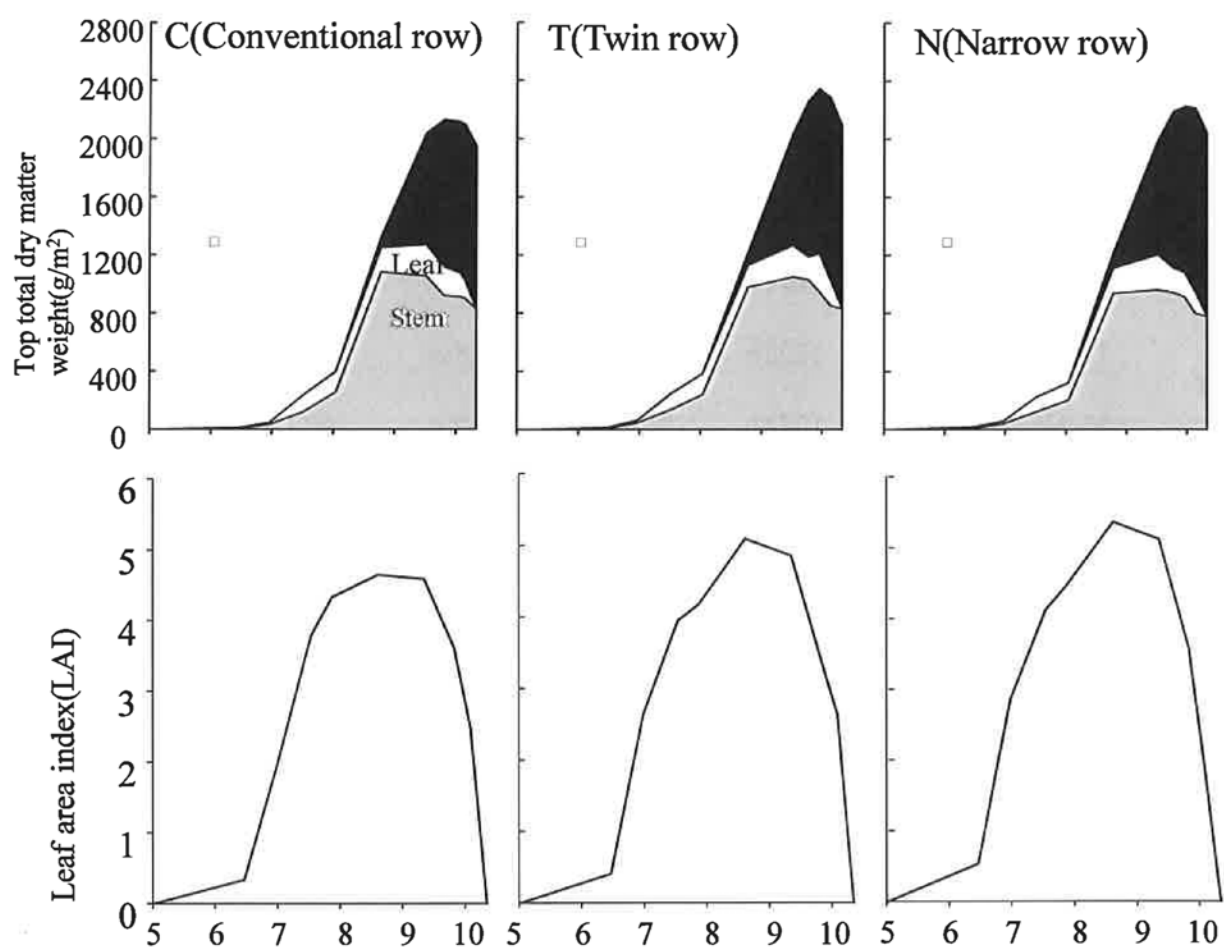 C(Conventional row)
T(Twin row)
N(Narrow row)
2800
2400
2000
1600
1200
800
400
0
Top total dry matter
weight(g/m²)
Leaf
Stem
6
5
4
3
2
1
0
Leaf area index(LAI)
5 6 7 8 9 10
5 6 7 8 9 10
5 6 7 8 9 10